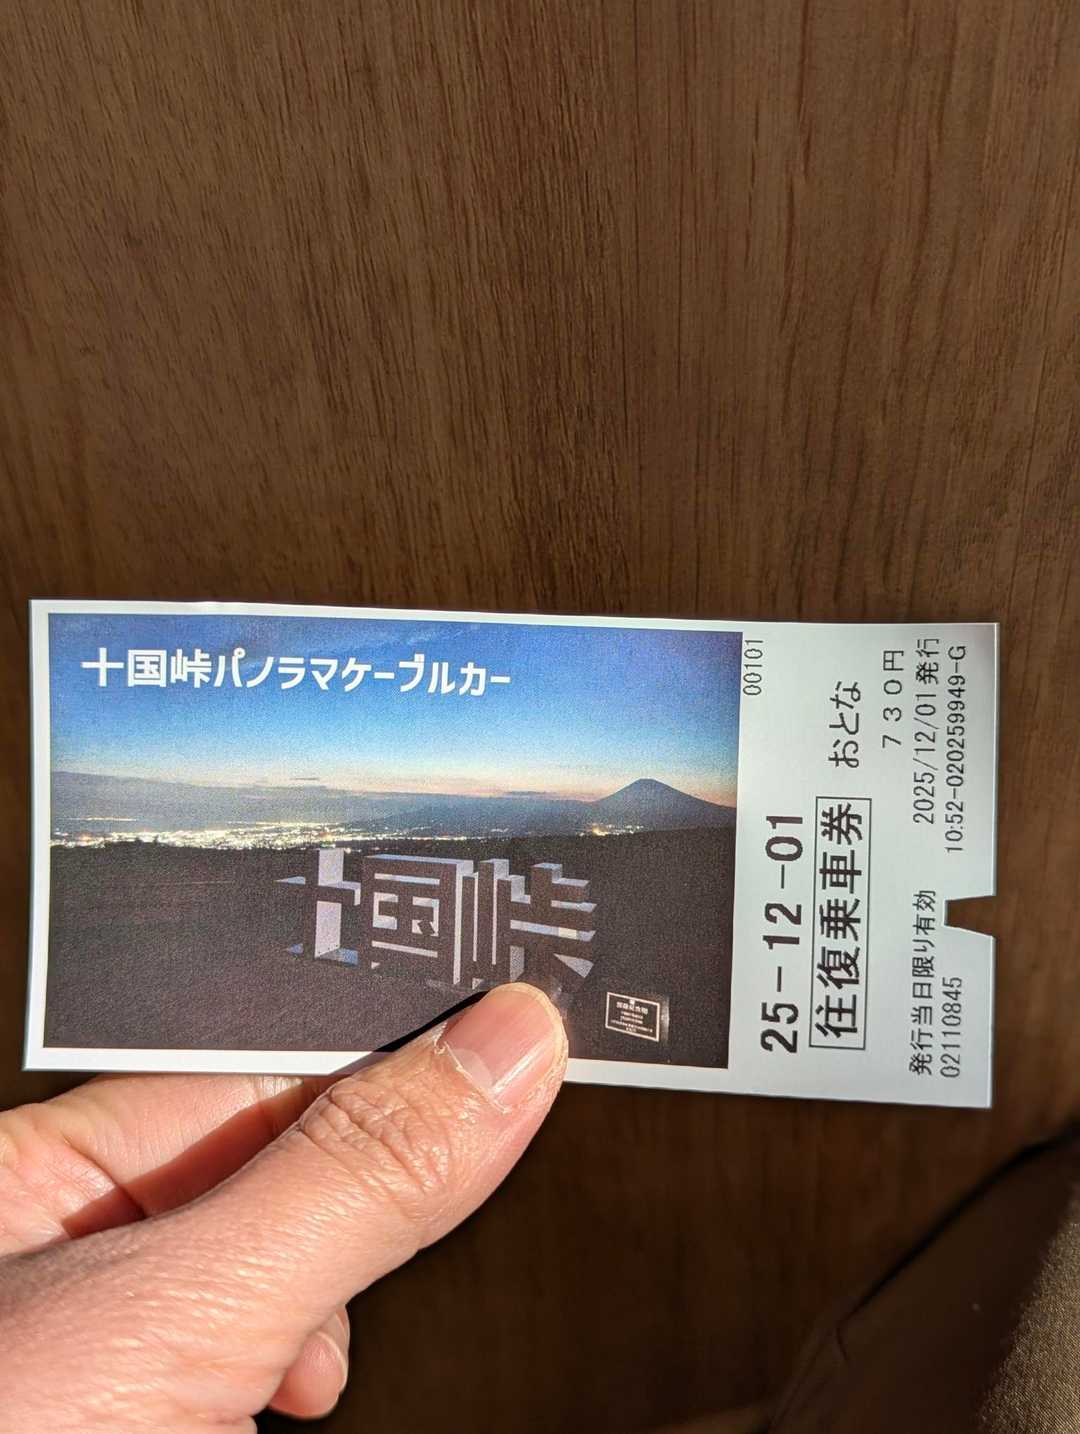 十国峠パノラマケーブルカー
十国峠
00101
25-12-01
往復乗車券 おとな
730円
発行当日限り有効 2025/12/01発行
02110845 10:52-020259949-G